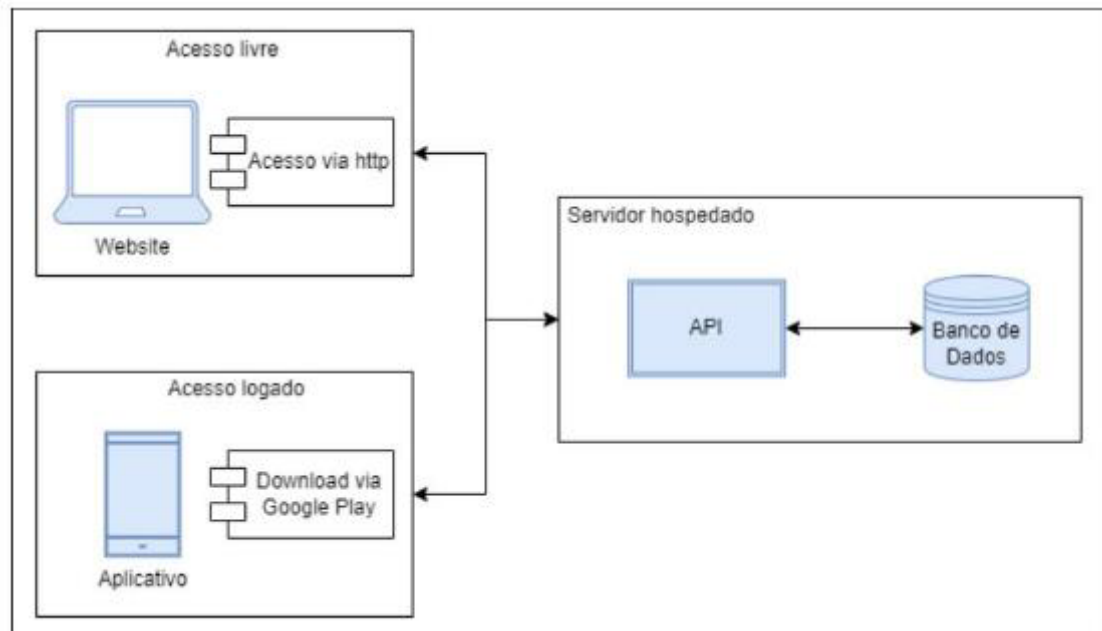 Acesso livre
Acesso via http
Website
Servidor hospedado
API
Banco de
Dados
Acesso logado
Download via
Google Play
Aplicativo